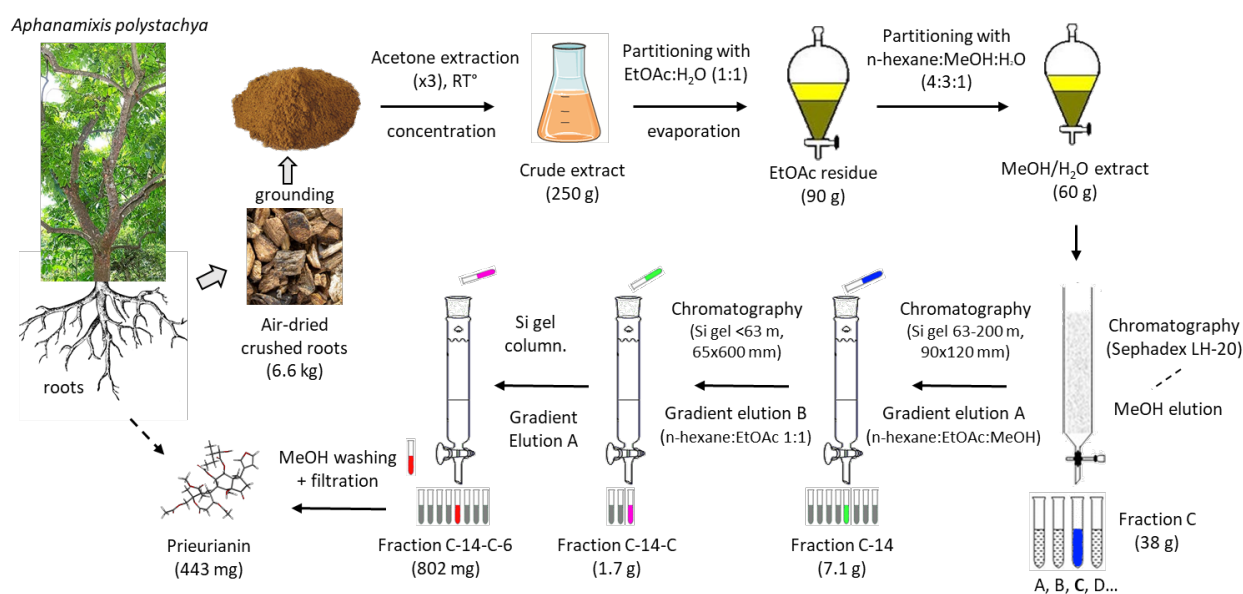 Aphanamixis polystachya
Acetone extraction
(x3), RT°
concentration
Partitioning with
EtOAc:H₂O (1:1)
evaporation
Partitioning with
n-hexane:MeOH:H₂O
(4:3:1)
grounding
Crude extract
(250 g)
EtOAc residue
(90 g)
MeOH/H₂O extract
(60 g)
Air-dried
crushed roots
(6.6 kg)
roots
Si gel
column.
Gradient
Elution A
Chromatography
(Si gel <63 m,
65x600 mm)
Gradient elution B
(n-hexane:EtOAc 1:1)
Chromatography
(Si gel 63-200 m,
90x120 mm)
Gradient elution A
(n-hexane:EtOAc:MeOH)
Chromatography
(Sephadex LH-20)
MeOH elution
MeOH washing
+ filtration
Prieurianin
(443 mg)
Fraction C-14-C-6
(802 mg)
Fraction C-14-C
(1.7 g)
Fraction C-14
(7.1 g)
Fraction C
(38 g)
A, B, C, D...